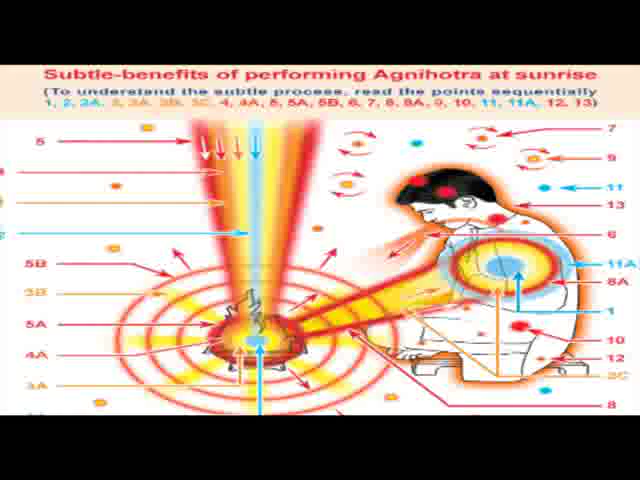 Subtle-benefits of performing Agnihotra at sunrise
(To understand the subtle process, read the points sequentially
1, 2, 2A, 3, 3A, 3B, 3C, 4, 4A, 5, 5A, 5B, 6, 7, 8, 8A, 9, 10, 11, 11A, 12, 13)
5
7
9
11
13
6
5B
11A
3B
8A
1
5A
10
4A
12
3A
3C
8